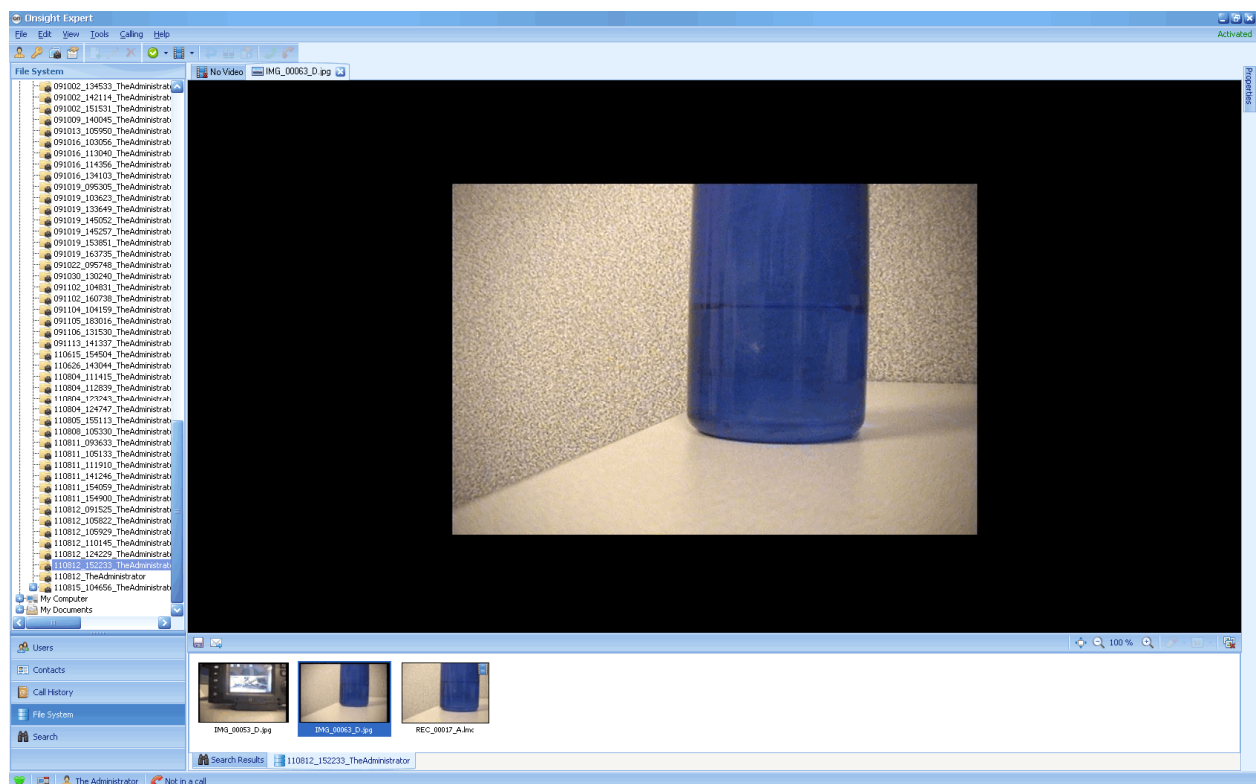 Onsight Expert
File Edit View Tools Calling Help
Activated
File System
No Video
IMG_00063_D.jpg
Properties
091002_134533_TheAdministrat
091002_142114_TheAdministrat
091002_151531_TheAdministrat
091009_140045_TheAdministrat
091013_105950_TheAdministrat
091016_103056_TheAdministrat
091016_113040_TheAdministrat
091016_114356_TheAdministrat
091016_134103_TheAdministrat
091019_095305_TheAdministrat
091019_103623_TheAdministrat
091019_133649_TheAdministrat
091019_145052_TheAdministrat
091019_145257_TheAdministrat
091019_153851_TheAdministrat
091019_163735_TheAdministrat
091022_095748_TheAdministrat
091030_130240_TheAdministrat
091102_104831_TheAdministrat
091102_160738_TheAdministrat
091104_104159_TheAdministrat
091105_183016_TheAdministrat
091106_131530_TheAdministrat
091113_141337_TheAdministrat
110615_154504_TheAdministrat
110626_143044_TheAdministrat
110804_111415_TheAdministrat
110804_112839_TheAdministrat
110804_123243_TheAdministrat
110804_124747_TheAdministrat
110805_155113_TheAdministrat
110808_105330_TheAdministrat
110811_093633_TheAdministrat
110811_105133_TheAdministrat
110811_111910_TheAdministrat
110811_141246_TheAdministrat
110811_154059_TheAdministrat
110811_154900_TheAdministrat
110812_091525_TheAdministrat
110812_105822_TheAdministrat
110812_105929_TheAdministrat
110812_110145_TheAdministrat
110812_124229_TheAdministrat
110812_152233_TheAdministrat
110812_TheAdministrator
110815_104656_TheAdministrat
My Computer
My Documents
Users
Contacts
Call History
File System
Search
100 %
IMG_00053_D.jpg
IMG_00063_D.jpg
REC_00017_A.lmc
Search Results
110812_152233_TheAdministrator
The Administrator
Not in a call